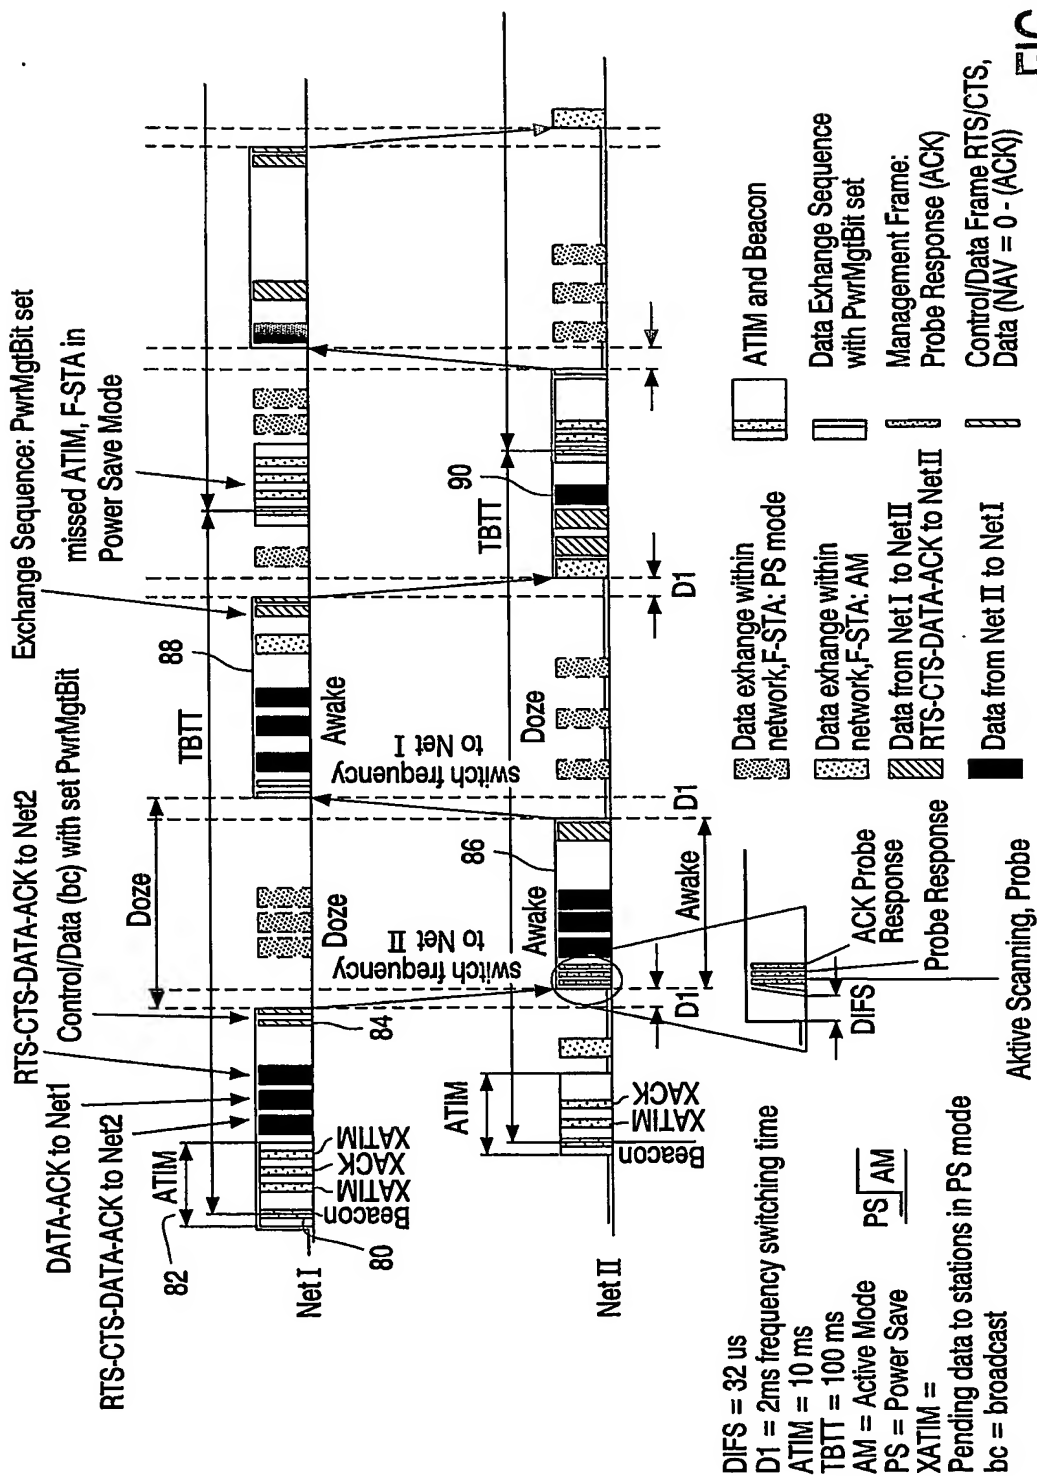 Exchange Sequence: PwrMgtBit set
missed ATIM, F-STA in
Power Save Mode
RTS-CTS-DATA-ACK to Net2
Control/Data (bc) with set PwrMgtBit
DATA-ACK to Net1
RTS-CTS-DATA-ACK to Net2
82
ATIM
TBTT
Doze
88
84
80
Beacon
XATIM
XACK
XATIM
Net I
Doze
Awake
switch frequency
to Net II
switch frequency
to Net I
ATIM
Beacon
XATIM
XACK
Net II
D1
Awake
86
Awake
D1
Doze
D1
TBTT
90
DIFS
ACK Probe
Response
Probe Response
Aktive Scanning, Probe
DIFS = 32 us
D1 = 2ms frequency switching time
ATIM = 10 ms
TBTT = 100 ms
AM = Active Mode
PS = Power Save
XATIM =
Pending data to stations in PS mode
bc = broadcast
PS AM
Data exhange within
network,F-STA: PS mode
Data exhange within
network,F-STA: AM
Data from Net I to Net II
RTS-CTS-DATA-ACK to Net II
Data from Net II to Net I
ATIM and Beacon
Data Exhange Sequence
with PwrMgtBit set
Management Frame:
Probe Response (ACK)
Control/Data Frame RTS/CTS,
Data (NAV = 0 - (ACK))